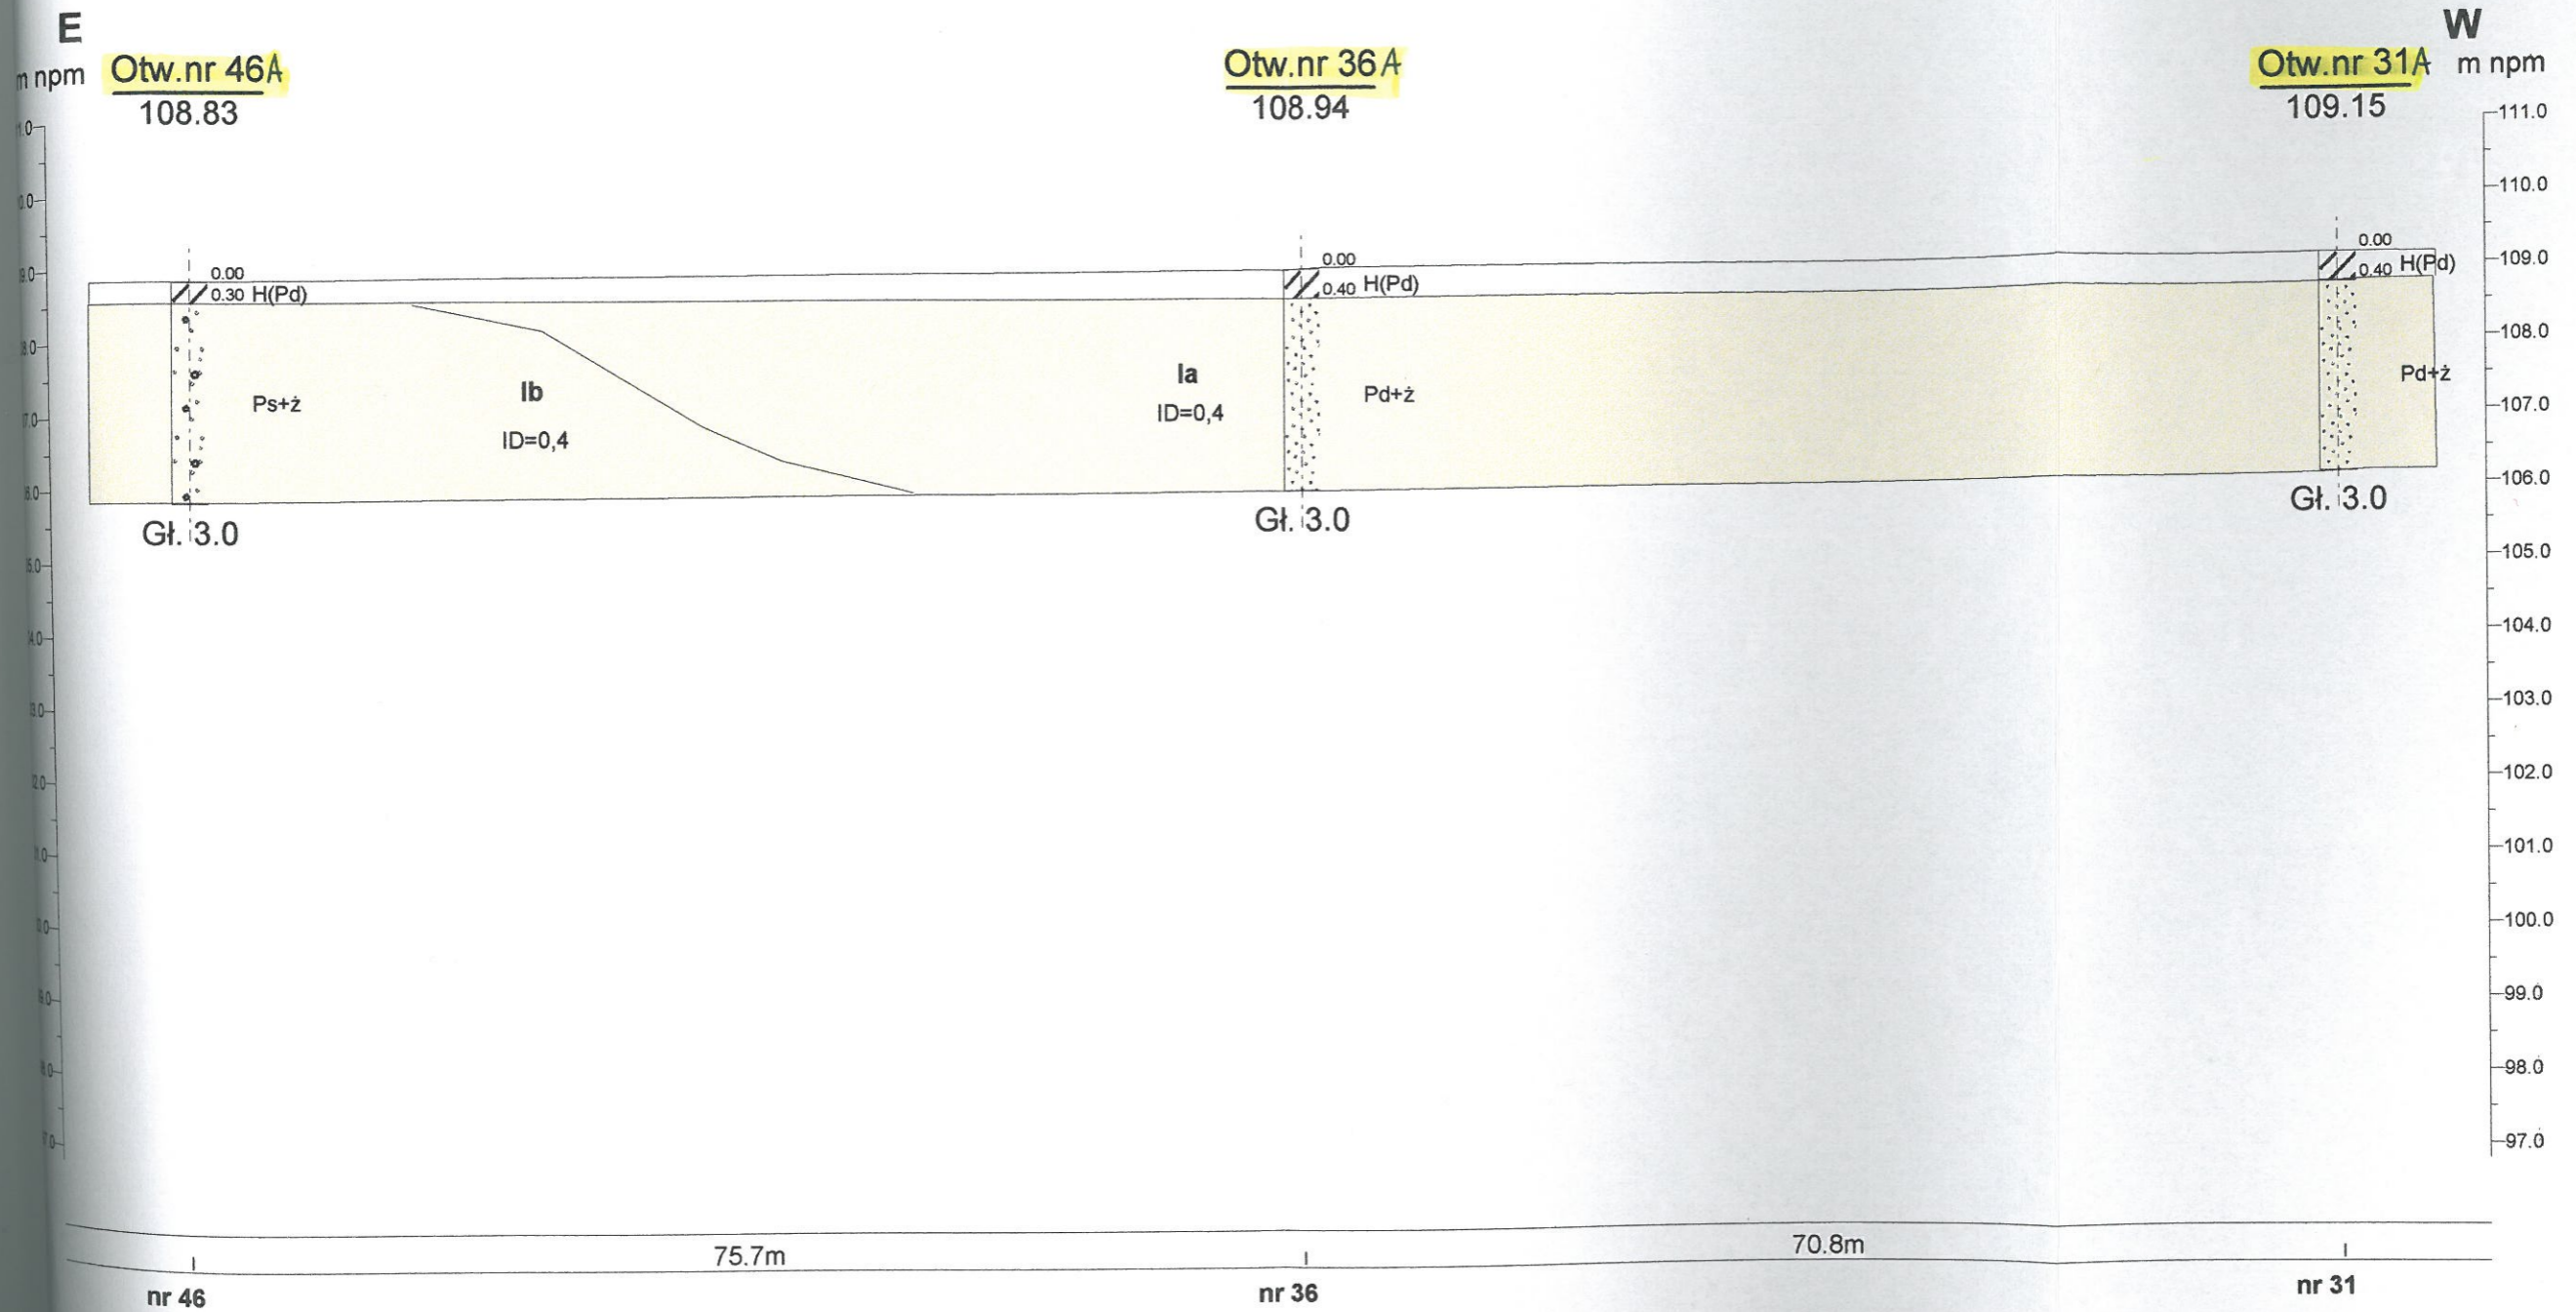 E
W
m npm
Otw.nr 46A
108.83
Otw.nr 36A
108.94
Otw.nr 31A
109.15
m npm
111.0
110.0
109.0
108.0
107.0
106.0
105.0
104.0
103.0
102.0
101.0
100.0
99.0
98.0
97.0
0.00
0.30 H(Pd)
Ps+ż
Ib
ID=0,4
Gł. 3.0
0.00
0.40 H(Pd)
Ia
ID=0,4
Pd+ż
Gł. 3.0
0.00
0.40 H(Pd)
Pd+ż
Gł. 3.0
75.7m
70.8m
nr 46
nr 36
nr 31